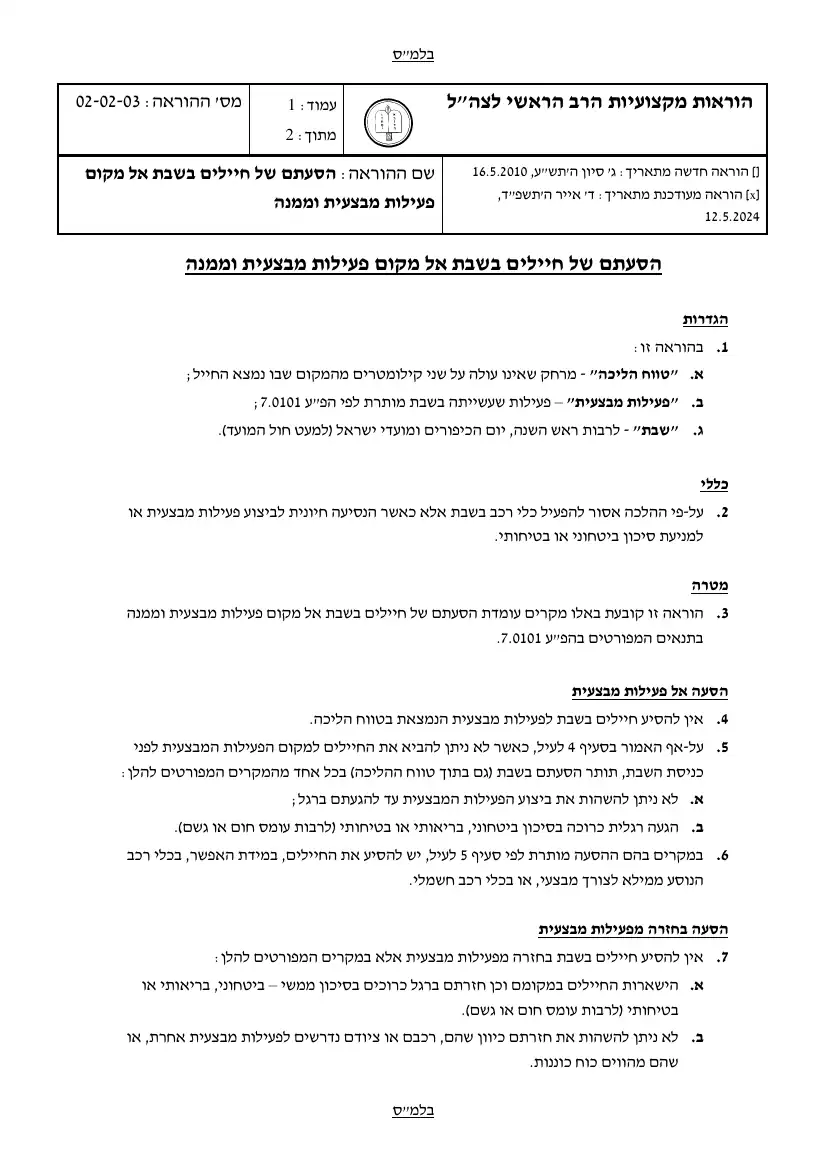 בלמ״ס
הוראות מקצועיות הרב הראשי לצה״ל
עמוד: 1
מתוך: 2
מס׳ ההוראה: 02-02-03
[] הוראה חדשה מתאריך: ג׳ סיון ה׳תש״ע, 16.5.2010
[x] הוראה מעודכנת מתאריך: ד׳ אייר ה׳תשפ״ד,
12.5.2024
שם ההוראה: הסעתם של חיילים בשבת אל מקום
פעילות מבצעית וממנה
הסעתם של חיילים בשבת אל מקום פעילות מבצעית וממנה
הגדרות
1. בהוראה זו:
א. ״טווח הליכה״ - מרחק שאינו עולה על שני קילומטרים מהמקום שבו נמצא החייל;
ב. ״פעילות מבצעית״ – פעילות שעשייתה בשבת מותרת לפי הפ״ע 7.0101;
ג. ״שבת״ - לרבות ראש השנה, יום הכיפורים ומועדי ישראל (למעט חול המועד).
כללי
2. על-פי ההלכה אסור להפעיל כלי רכב בשבת אלא כאשר הנסיעה חיונית לביצוע פעילות מבצעית או
למניעת סיכון ביטחוני או בטיחותי.
מטרה
3. הוראה זו קובעת באלו מקרים עומדת הסעתם של חיילים בשבת אל מקום פעילות מבצעית וממנה
בתנאים המפורטים בהפ״ע 7.0101.
הסעה אל פעילות מבצעית
4. אין להסיע חיילים בשבת לפעילות מבצעית הנמצאת בטווח הליכה.
5. על-אף האמור בסעיף 4 לעיל, כאשר לא ניתן להביא את החיילים למקום הפעילות המבצעית לפני
כניסת השבת, תותר הסעתם בשבת (גם בתוך טווח ההליכה) בכל אחד מהמקרים המפורטים להלן:
א. לא ניתן להשהות את ביצוע הפעילות המבצעית עד להגעתם ברגל;
ב. הגעה רגלית כרוכה בסיכון ביטחוני, בריאותי או בטיחותי (לרבות עומס חום או גשם).
6. במקרים בהם ההסעה מותרת לפי סעיף 5 לעיל, יש להסיע את החיילים, במידת האפשר, בכלי רכב
הנוסע ממילא לצורך מבצעי, או בכלי רכב חשמלי.
הסעה בחזרה מפעילות מבצעית
7. אין להסיע חיילים בשבת בחזרה מפעילות מבצעית אלא במקרים המפורטים להלן:
א. הישארות החיילים במקומם וכן חזרתם ברגל כרוכים בסיכון ממשי – ביטחוני, בריאותי או
בטיחותי (לרבות עומס חום או גשם).
ב. לא ניתן להשהות את חזרתם כיוון שהם, רכבם או ציודם נדרשים לפעילות מבצעית אחרת, או
שהם מהווים כוח כוננות.
בלמ״ס